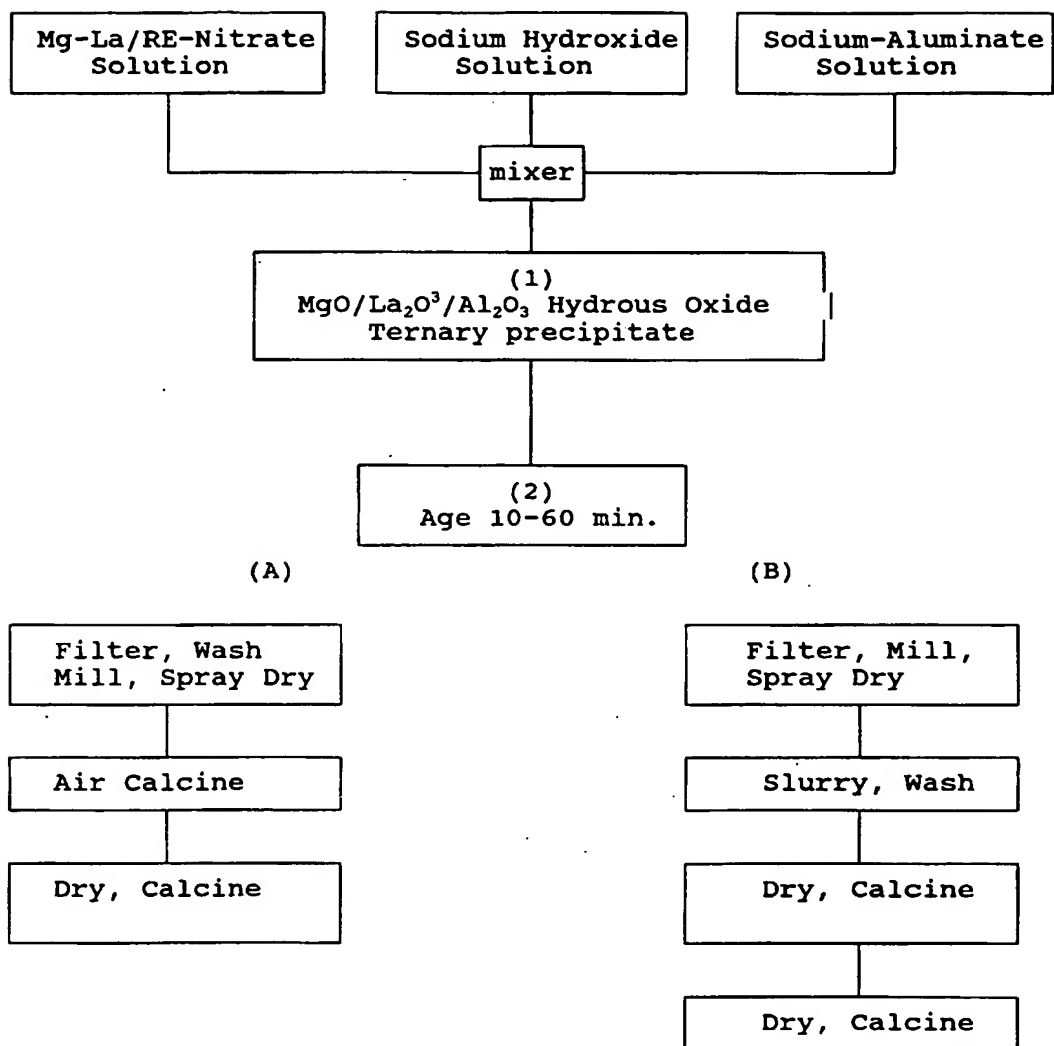 Mg-La/RE-Nitrate
Solution
Sodium Hydroxide
Solution
Sodium-Aluminate
Solution
mixer
(1)
MgO/La₂O³/Al₂O₃ Hydrous Oxide
Ternary precipitate
(2)
Age 10-60 min.
(A)
(B)
Filter, Wash
Mill, Spray Dry
Air Calcine
Dry, Calcine
Filter, Mill,
Spray Dry
Slurry, Wash
Dry, Calcine
Dry, Calcine